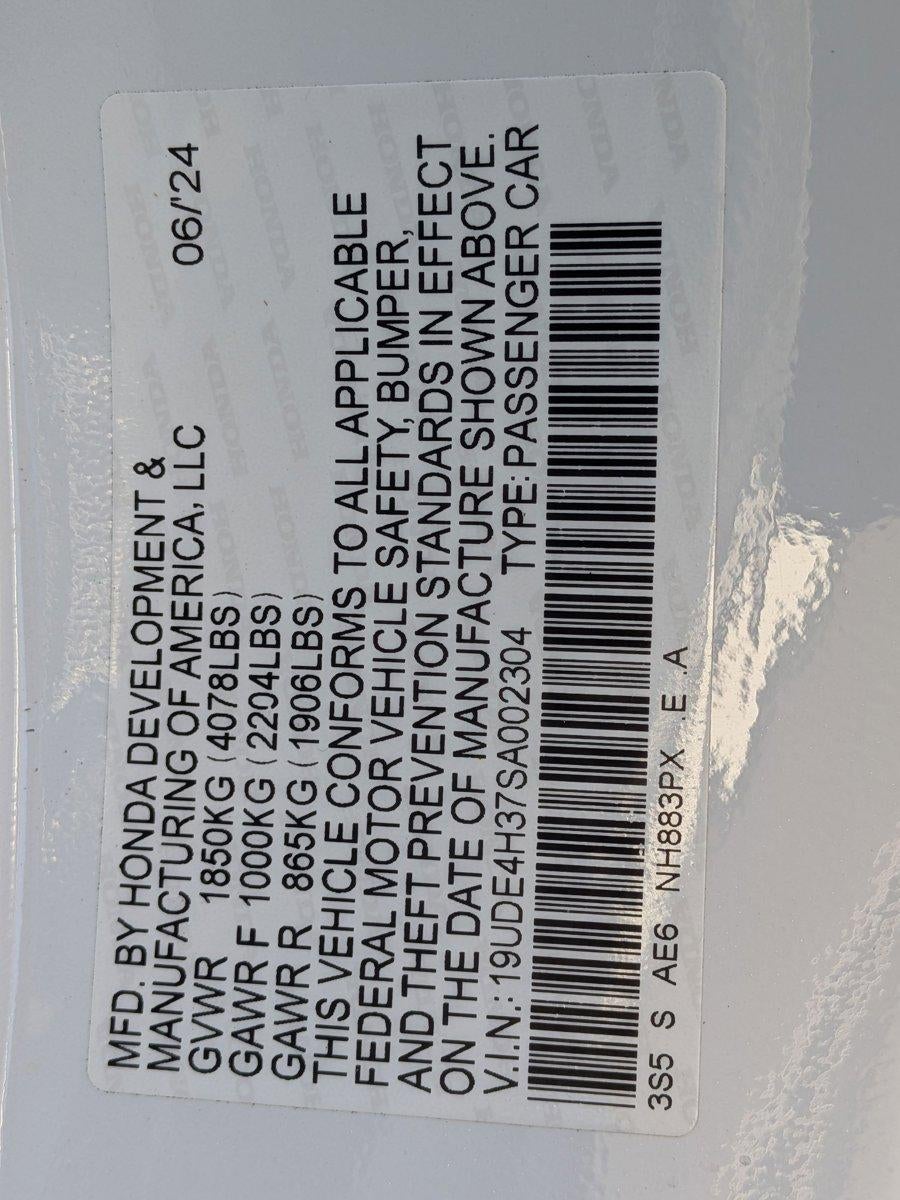 MFD. BY HONDA DEVELOPMENT &
MANUFACTURING OF AMERICA, LLC 06/'24
GVWR 1850KG (4078LBS)
GAWR F 1000KG (2204LBS)
GAWR R 865KG (1906LBS)
THIS VEHICLE CONFORMS TO ALL APPLICABLE
FEDERAL MOTOR VEHICLE SAFETY, BUMPER,
AND THEFT PREVENTION STANDARDS IN EFFECT
ON THE DATE OF MANUFACTURE SHOWN ABOVE.
V.I.N.: 19UDE4H37SA002304 TYPE: PASSENGER CAR
3S5 S AE6 NH883PX .E .A